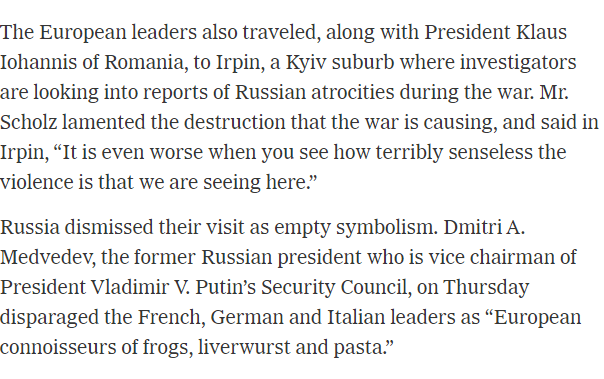 The European leaders also traveled, along with President Klaus
Iohannis of Romania, to Irpin, a Kyiv suburb where investigators
are looking into reports of Russian atrocities during the war. Mr.
Scholz lamented the destruction that the war is causing, and said in
Irpin, “It is even worse when you see how terribly senseless the
violence is that we are seeing here.”
Russia dismissed their visit as empty symbolism. Dmitri A.
Medvedev, the former Russian president who is vice chairman of
President Vladimir V. Putin’s Security Council, on Thursday
disparaged the French, German and Italian leaders as “European
connoisseurs of frogs, liverwurst and pasta.”